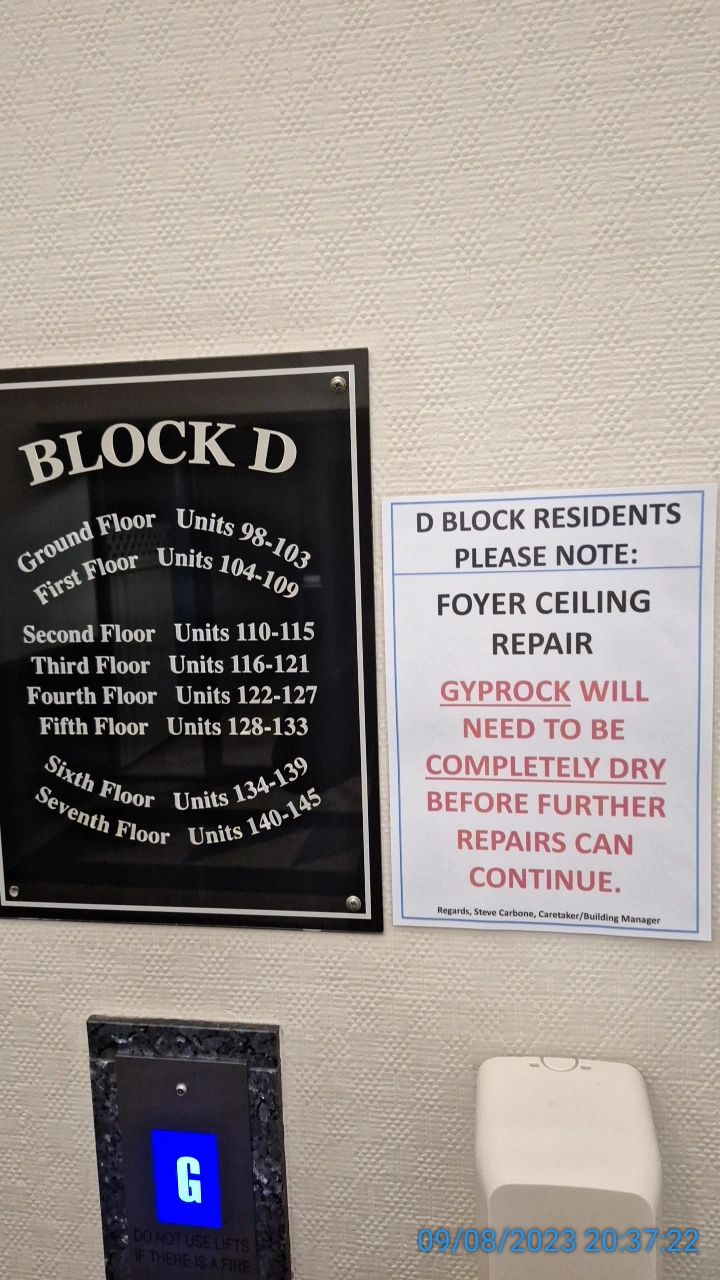 BLOCK D
Ground Floor Units 98-103
First Floor Units 104-109
Second Floor Units 110-115
Third Floor Units 116-121
Fourth Floor Units 122-127
Fifth Floor Units 128-133
Sixth Floor Units 134-139
Seventh Floor Units 140-145
D BLOCK RESIDENTS
PLEASE NOTE:
FOYER CEILING
REPAIR
GYPROCK WILL
NEED TO BE
COMPLETELY DRY
BEFORE FURTHER
REPAIRS CAN
CONTINUE.
Regards, Steve Carbone, Caretaker/Building Manager
G
DO NOT USE LIFTS
IF THERE IS A FIRE
09/08/2023 20:37:22